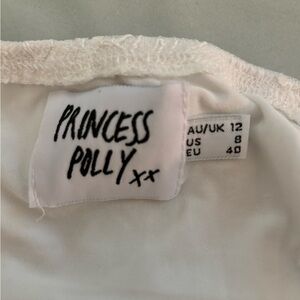 PRINCESS
POLLY xx
AU/UK 12
US 8
EU 40